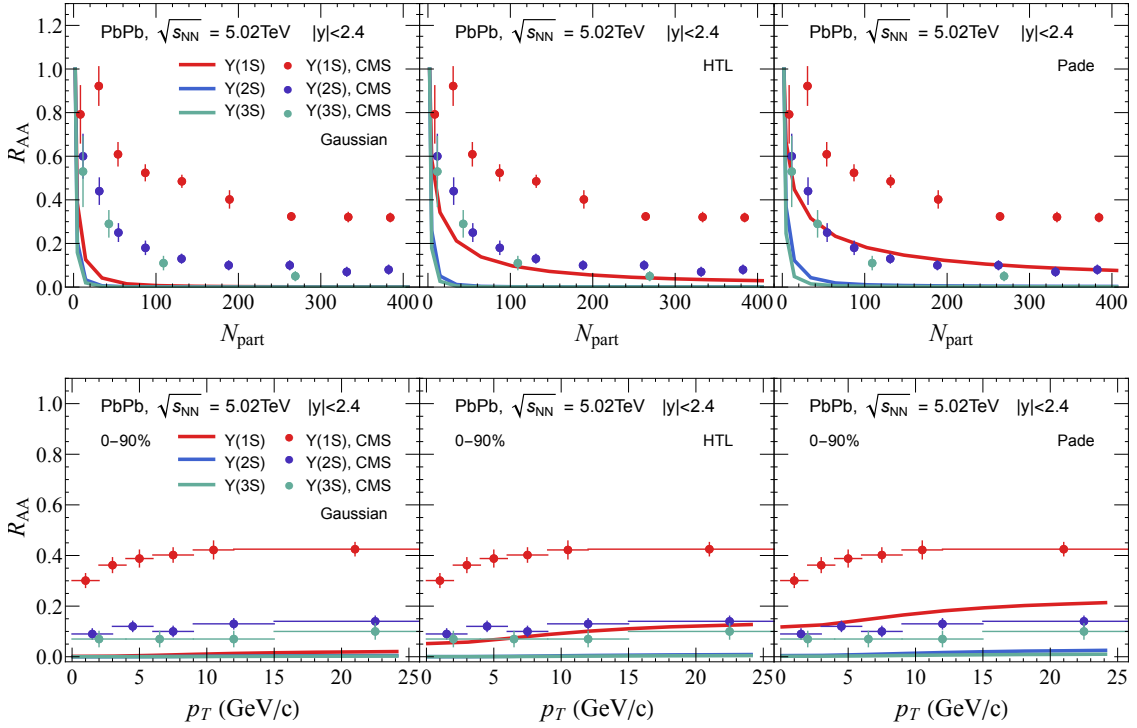 PbPb, √s_NN = 5.02TeV |y|<2.4
Υ(1S) Υ(1S), CMS
Υ(2S) Υ(2S), CMS
Υ(3S) Υ(3S), CMS
Gaussian
R_AA
0.0 0.2 0.4 0.6 0.8 1.0 1.2
0 100 200 300 400
N_part
PbPb, √s_NN = 5.02TeV |y|<2.4
HTL
0 100 200 300 400
N_part
PbPb, √s_NN = 5.02TeV |y|<2.4
Pade
100 200 300 400
N_part
PbPb, √s_NN = 5.02TeV |y|<2.4
0-90% Υ(1S) Υ(1S), CMS
Υ(2S) Υ(2S), CMS
Υ(3S) Υ(3S), CMS
Gaussian
R_AA
0.0 0.2 0.4 0.6 0.8 1.0
0 5 10 15 20 25
p_T (GeV/c)
PbPb, √s_NN = 5.02TeV |y|<2.4
0-90% HTL
5 10 15 20 25
p_T (GeV/c)
PbPb, √s_NN = 5.02TeV |y|<2.4
0-90% Pade
5 10 15 20 25
p_T (GeV/c)